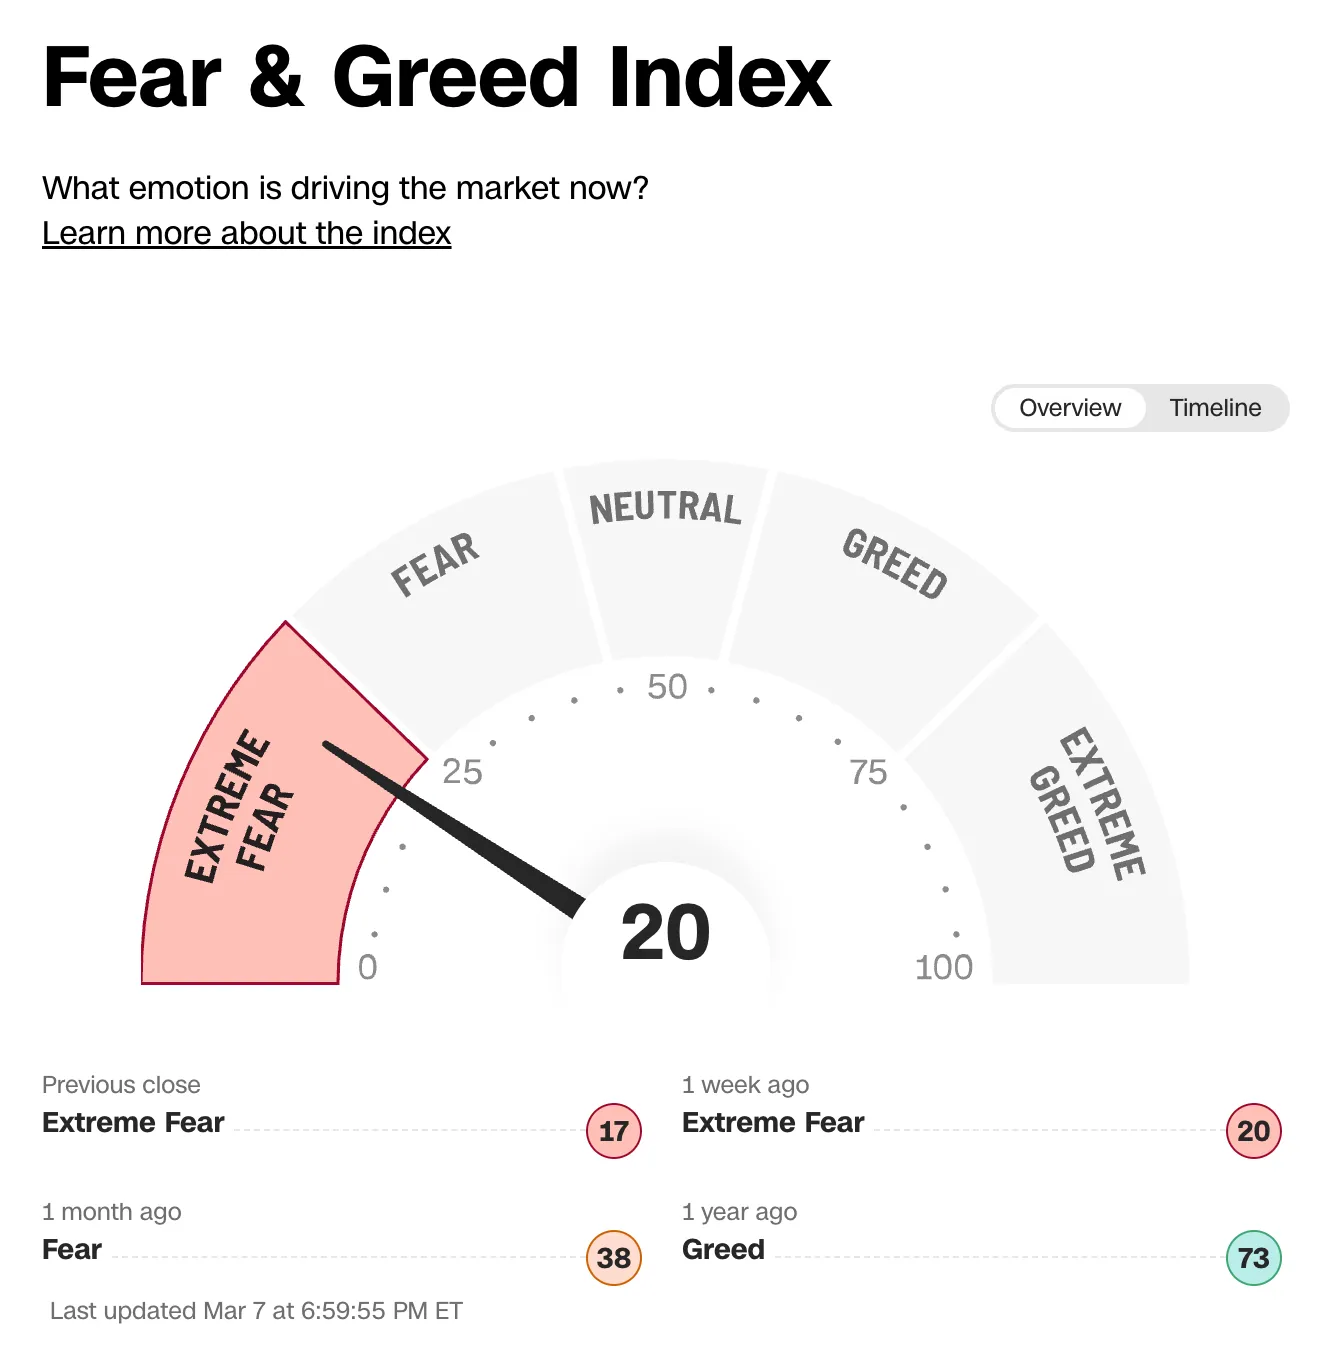 Fear & Greed Index
What emotion is driving the market now?
Learn more about the index
Overview
Timeline
EXTREME
FEAR
FEAR
NEUTRAL
GREED
EXTREME
GREED
0
25
50
75
100
20
Previous close
Extreme Fear
17
1 week ago
Extreme Fear
20
1 month ago
Fear
38
1 year ago
Greed
73
Last updated Mar 7 at 6:59:55 PM ET